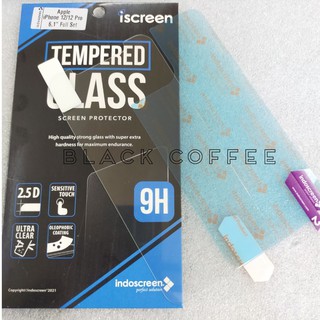 Apple
iPhone 12/12 Pro
6.1" Full Set
iscreen
TEMPERED
GLASS
SCREEN PROTECTOR
High quality strong glass with super extra
hardness for maximum endurance.
BLACK COFFEE
2.5D
SENSITIVE
TOUCH
ULTRA
CLEAR
OLEOPHOBIC
COATING
9H
Copyright Indoscreen®2021
indoscreen
perfect solution